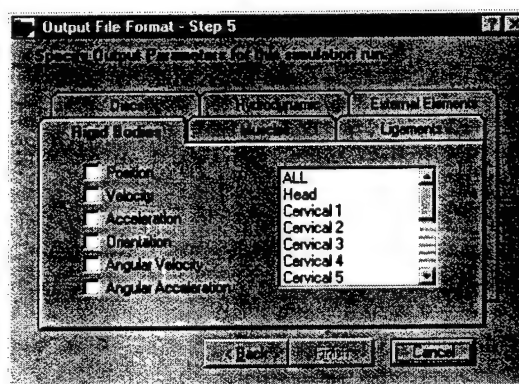 Output File Format - Step 5
Specify Output Parameters for this simulation run.
Discs Hydrodynamic External Elements
Rigid Bodies Muscles Ligaments
Position
Velocity
Acceleration
Orientation
Angular Velocity
Angular Acceleration
ALL
Head
Cervical 1
Cervical 2
Cervical 3
Cervical 4
Cervical 5
< Back Finish Cancel